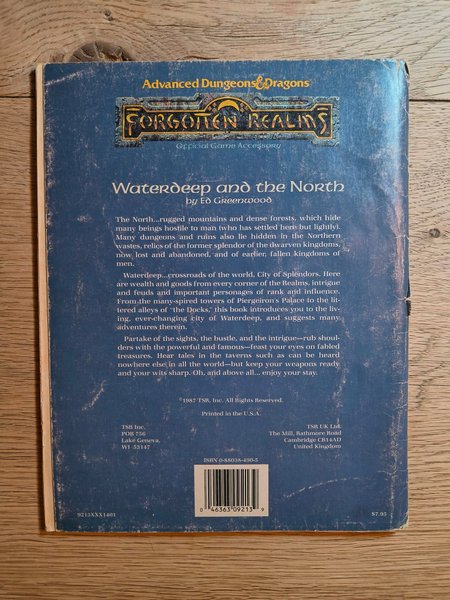 Advanced Dungeons & Dragons
FORGOTTEN REALMS
Official Game Accessory
Waterdeep and the North
by Ed Greenwood
The North...rugged mountains and dense forests, which hide
many beings hostile to man (who has settled here but lightly).
Many dungeons and ruins also lie hidden in the Northern
wastes, relics of the former splendor of the dwarven kingdoms,
now lost and abandoned, and of earlier, fallen kingdoms of
men.
Waterdeep...crossroads of the world, City of Splendors. Here
are wealth and goods from every corner of the Realms, intrigue
and feuds and important personages of rank and influence.
From the many-spired towers of Piergeiron's Palace to the lit-
tered alleys of "the Docks," this book introduces you to the liv-
ing, ever-changing city of Waterdeep, and suggests many
adventures therein.
Partake of the sights, the bustle, and the intrigue—rub shoul-
ders with the powerful and famous—feast your eyes on fabled
treasures. Hear tales in the taverns such as can be heard
nowhere else in all the world—but keep your weapons ready
and your wits sharp. Oh, and above all... enjoy your stay.
©1987 TSR, Inc. All Rights Reserved.
Printed in the U.S.A.
TSR Inc.
POB 756
Lake Geneva,
WI 53147
TSR UK Ltd.
The Mill, Rathmore Road
Cambridge CB14AD
United Kingdom
ISBN 0-88038-490-5
0 46363 09213 9
9213XXX1401
$7.95